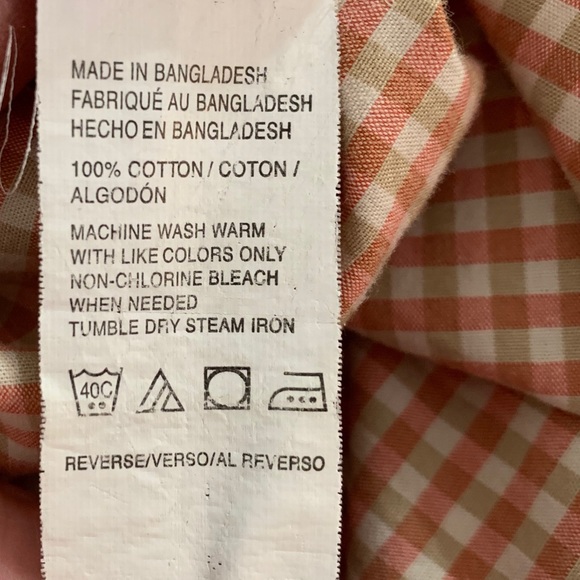 MADE IN BANGLADESH
FABRIQUÉ AU BANGLADESH
HECHO EN BANGLADESH
100% COTTON / COTON /
ALGODÓN
MACHINE WASH WARM
WITH LIKE COLORS ONLY
NON-CHLORINE BLEACH
WHEN NEEDED
TUMBLE DRY STEAM IRON
40C
REVERSE/VERSO/AL REVERSO